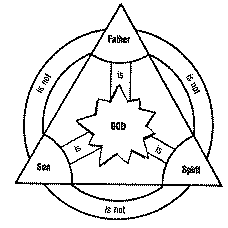 Father
is not
is
is not
GOD
is
is
Son
Spirit
is not